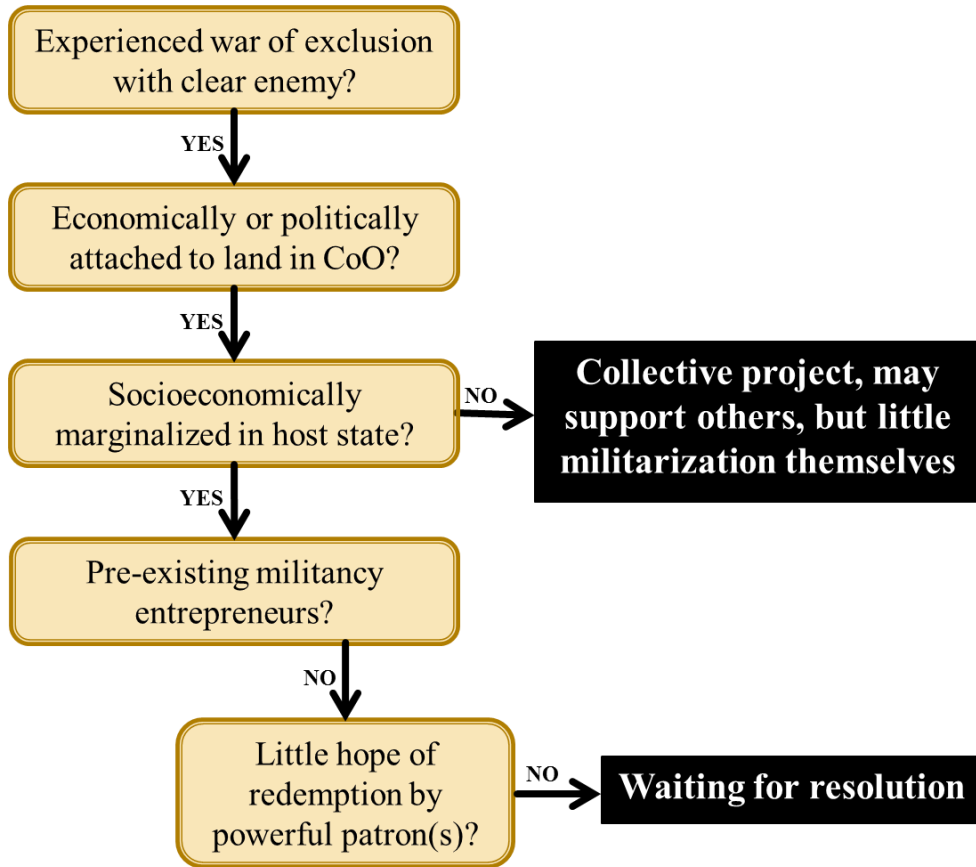 Experienced war of exclusion
with clear enemy?
YES
Economically or politically
attached to land in CoO?
YES
Socioeconomically
marginalized in host state?
NO
Collective project, may
support others, but little
militarization themselves
YES
Pre-existing militancy
entrepreneurs?
NO
Little hope of
redemption by
powerful patron(s)?
NO
Waiting for resolution